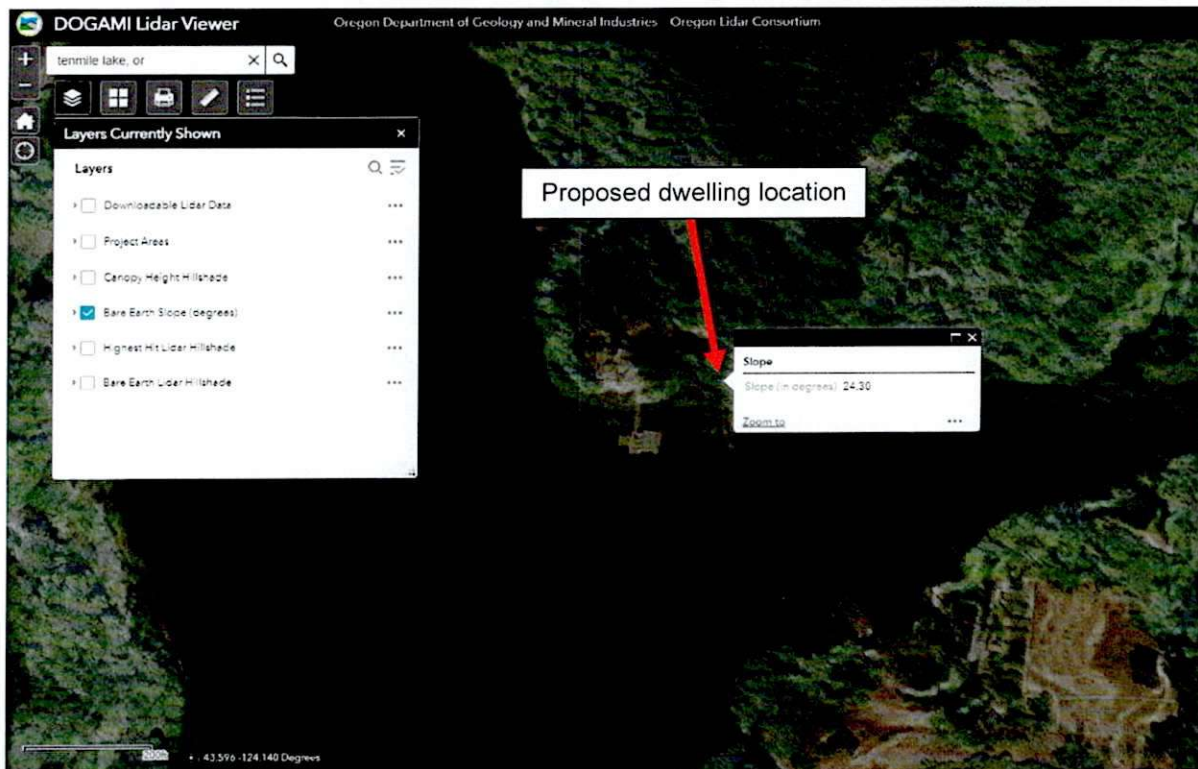 DOGAMI Lidar Viewer
Oregon Department of Geology and Mineral Industries Oregon Lidar Consortium
tenmile lake, or
Layers Currently Shown
Layers
Downloadable Lidar Data
Project Areas
Canopy Height Hillshade
Bare Earth Slope (degrees)
Highest Hit Lidar Hillshade
Bare Earth Lidar Hillshade
Proposed dwelling location
Slope
Slope (in degrees) 24.30
Zoom to
43.596 -124.140 Degrees